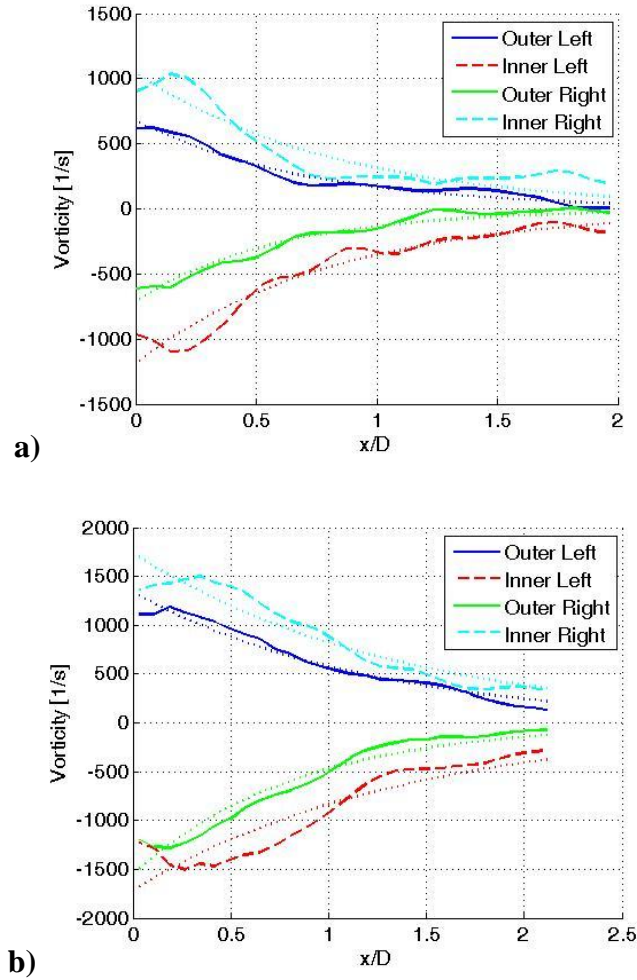 1000
500
0
-500
-1000
-1500
Vorticity [1/s]
Outer Left
Inner Left
Outer Right
Inner Right
0
0.5
1
1.5
2
x/D
a)
2000
1500
1000
500
0
-500
-1000
-1500
-2000
Vorticity [1/s]
Outer Left
Inner Left
Outer Right
Inner Right
0
0.5
1
1.5
2
2.5
x/D
b)